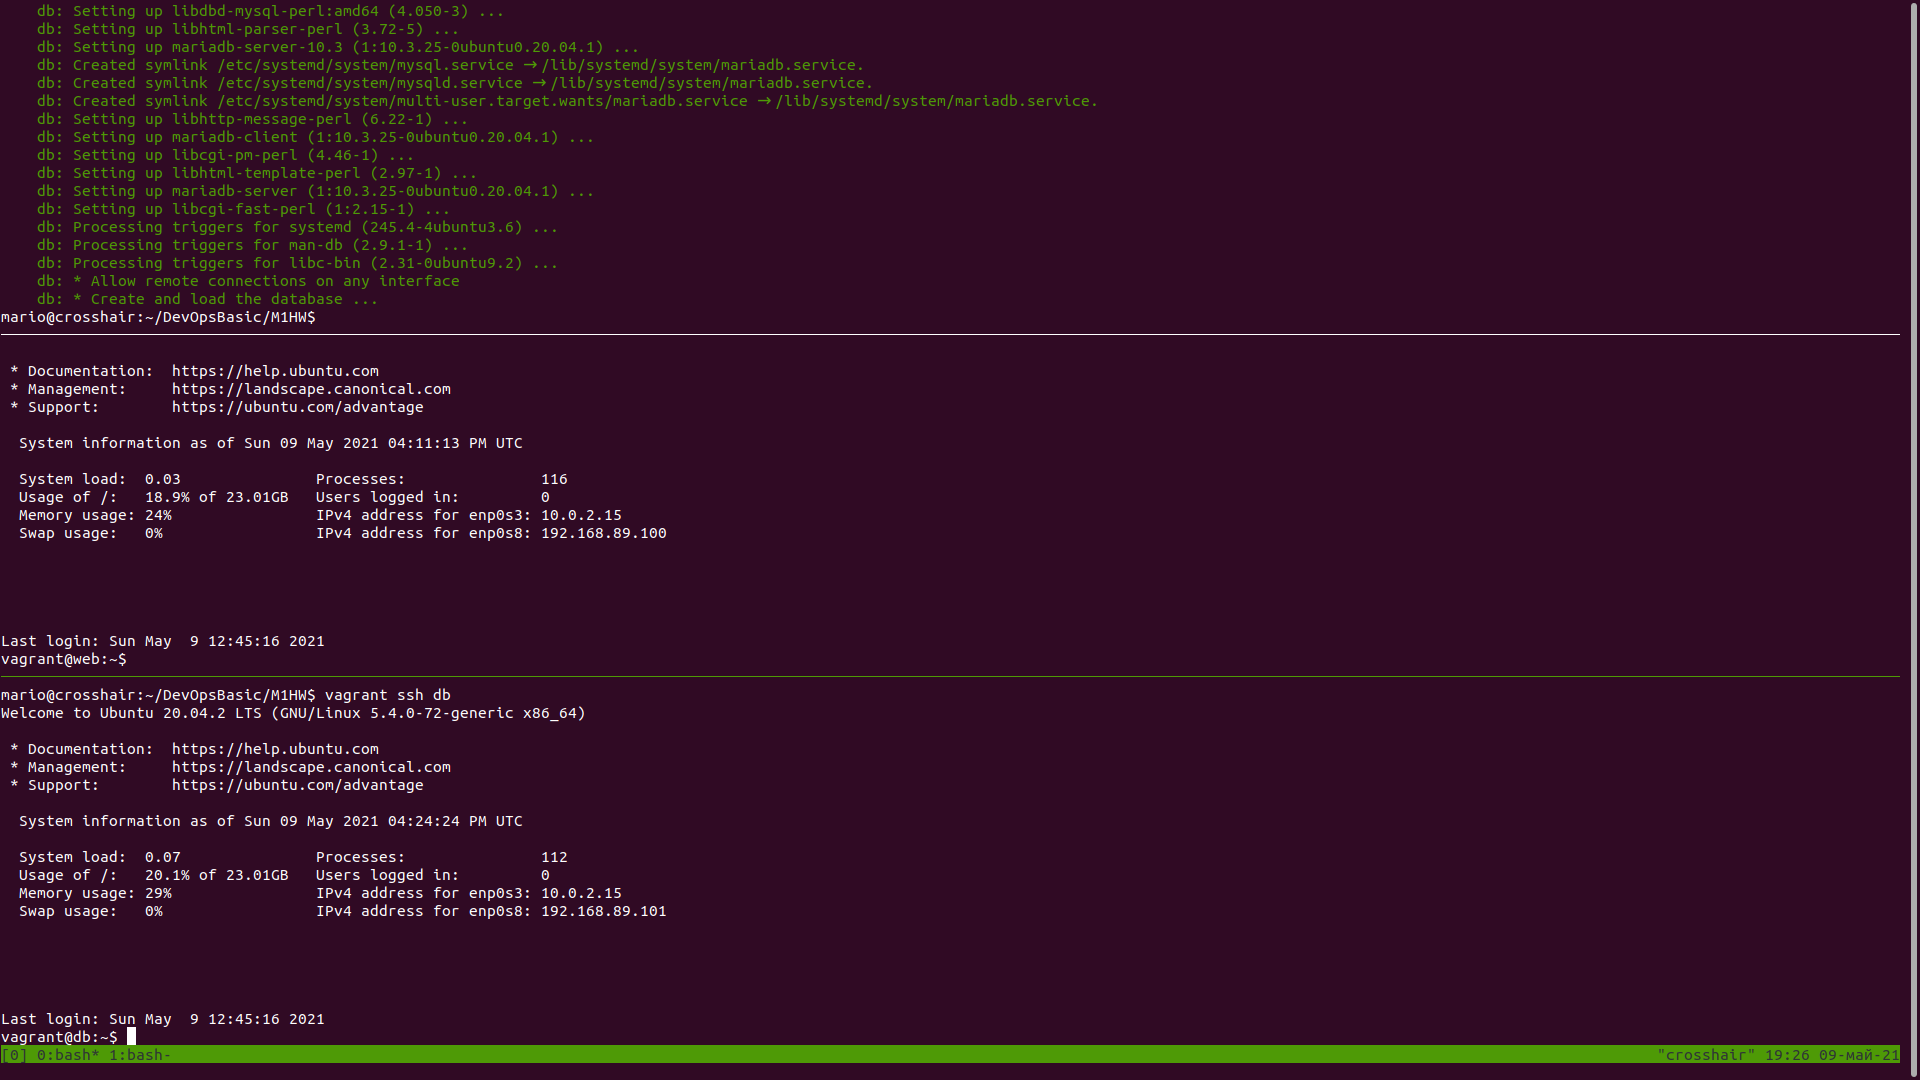 db: Setting up libdbd-mysql-perl:amd64 (4.050-3) ...
db: Setting up libhtml-parser-perl (3.72-5) ...
db: Setting up mariadb-server-10.3 (1:10.3.25-0ubuntu0.20.04.1) ...
db: Created symlink /etc/systemd/system/mysql.service → /lib/systemd/system/mariadb.service.
db: Created symlink /etc/systemd/system/mysqld.service → /lib/systemd/system/mariadb.service.
db: Created symlink /etc/systemd/system/multi-user.target.wants/mariadb.service → /lib/systemd/system/mariadb.service.
db: Setting up libhttp-message-perl (6.22-1) ...
db: Setting up mariadb-client (1:10.3.25-0ubuntu0.20.04.1) ...
db: Setting up libcgi-pm-perl (4.46-1) ...
db: Setting up libhtml-template-perl (2.97-1) ...
db: Setting up mariadb-server (1:10.3.25-0ubuntu0.20.04.1) ...
db: Setting up libcgi-fast-perl (1:2.15-1) ...
db: Processing triggers for systemd (245.4-4ubuntu3.6) ...
db: Processing triggers for man-db (2.9.1-1) ...
db: Processing triggers for libc-bin (2.31-0ubuntu9.2) ...
db: * Allow remote connections on any interface
db: * Create and load the database ...
mario@crosshair:~/DevOpsBasic/M1HW$
* Documentation:  https://help.ubuntu.com
* Management:     https://landscape.canonical.com
* Support:        https://ubuntu.com/advantage
System information as of Sun 09 May 2021 04:11:13 PM UTC
System load:  0.03               Processes:               116
Usage of /:   18.9% of 23.01GB   Users logged in:         0
Memory usage: 24%                IPv4 address for enp0s3: 10.0.2.15
Swap usage:   0%                 IPv4 address for enp0s8: 192.168.89.100
Last login: Sun May  9 12:45:16 2021
vagrant@web:~$
mario@crosshair:~/DevOpsBasic/M1HW$ vagrant ssh db
Welcome to Ubuntu 20.04.2 LTS (GNU/Linux 5.4.0-72-generic x86_64)
* Documentation:  https://help.ubuntu.com
* Management:     https://landscape.canonical.com
* Support:        https://ubuntu.com/advantage
System information as of Sun 09 May 2021 04:24:24 PM UTC
System load:  0.07               Processes:               112
Usage of /:   20.1% of 23.01GB   Users logged in:         0
Memory usage: 29%                IPv4 address for enp0s3: 10.0.2.15
Swap usage:   0%                 IPv4 address for enp0s8: 192.168.89.101
Last login: Sun May  9 12:45:16 2021
vagrant@db:~$
[0] 0:bash* 1:bash- "crosshair" 19:26 09-май-21